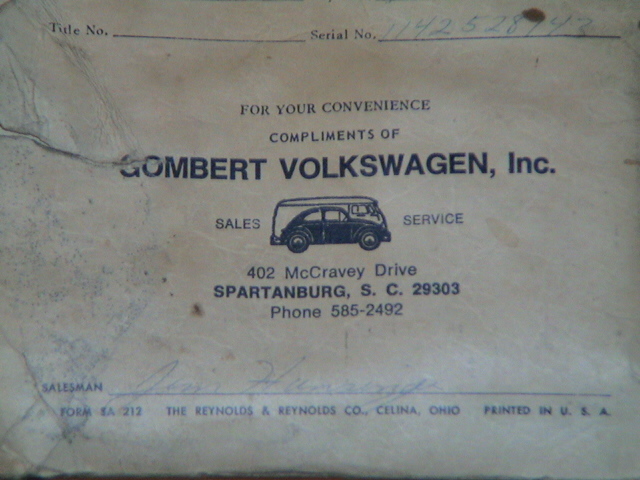 Title No. Serial No. 1142528943
FOR YOUR CONVENIENCE
COMPLIMENTS OF
GOMBERT VOLKSWAGEN, Inc.
SALES SERVICE
402 McCravey Drive
SPARTANBURG, S. C. 29303
Phone 585-2492
SALESMAN Jim
FORM SA 212 THE REYNOLDS & REYNOLDS CO., CELINA, OHIO PRINTED IN U. S. A.